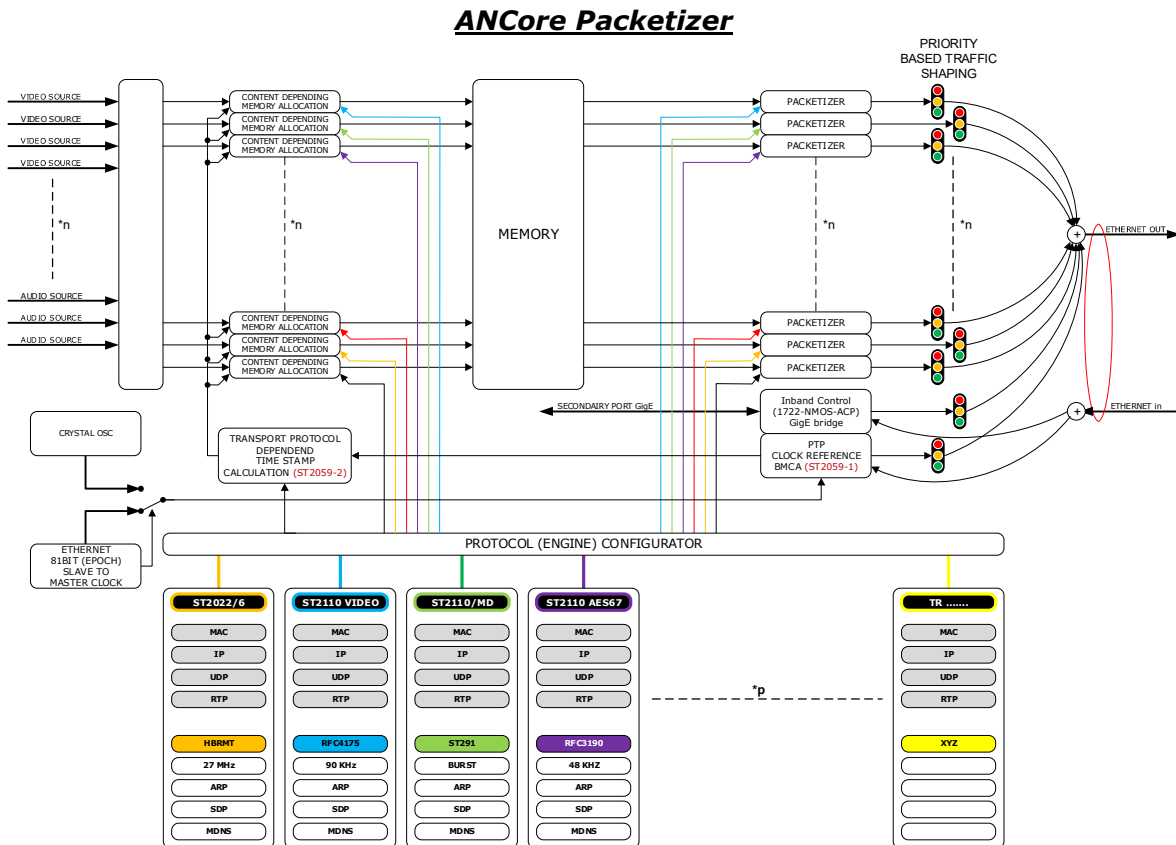 ANCore Packetizer
PRIORITY
BASED TRAFFIC
SHAPING
VIDEO SOURCE
VIDEO SOURCE
VIDEO SOURCE
VIDEO SOURCE
*n
AUDIO SOURCE
AUDIO SOURCE
AUDIO SOURCE
CONTENT DEPENDING
MEMORY ALLOCATION
CONTENT DEPENDING
MEMORY ALLOCATION
CONTENT DEPENDING
MEMORY ALLOCATION
*n
CONTENT DEPENDING
MEMORY ALLOCATION
CONTENT DEPENDING
MEMORY ALLOCATION
CONTENT DEPENDING
MEMORY ALLOCATION
MEMORY
PACKETIZER
PACKETIZER
PACKETIZER
*n
PACKETIZER
PACKETIZER
PACKETIZER
*n
+
ETHERNET OUT
+
ETHERNET in
SECONDAIRY PORT GigE
Inband Control
(1722-NMOS-ACP)
GigE bridge
PTP
CLOCK REFERENCE
BMCA (ST2059-1)
CRYSTAL OSC
TRANSPORT PROTOCOL
DEPENDEND
TIME STAMP
CALCULATION (ST2059-2)
ETHERNET
81BIT (EPOCH)
SLAVE TO
MASTER CLOCK
PROTOCOL (ENGINE) CONFIGURATOR
ST2022/6
MAC
IP
UDP
RTP
HBRMT
27 MHz
ARP
SDP
MDNS
ST2110 VIDEO
MAC
IP
UDP
RTP
RFC4175
90 KHz
ARP
SDP
MDNS
ST2110/MD
MAC
IP
UDP
RTP
ST291
BURST
ARP
SDP
MDNS
ST2110 AES67
MAC
IP
UDP
RTP
RFC3190
48 KHZ
ARP
SDP
MDNS
*p
TR .......
MAC
IP
UDP
RTP
XYZ